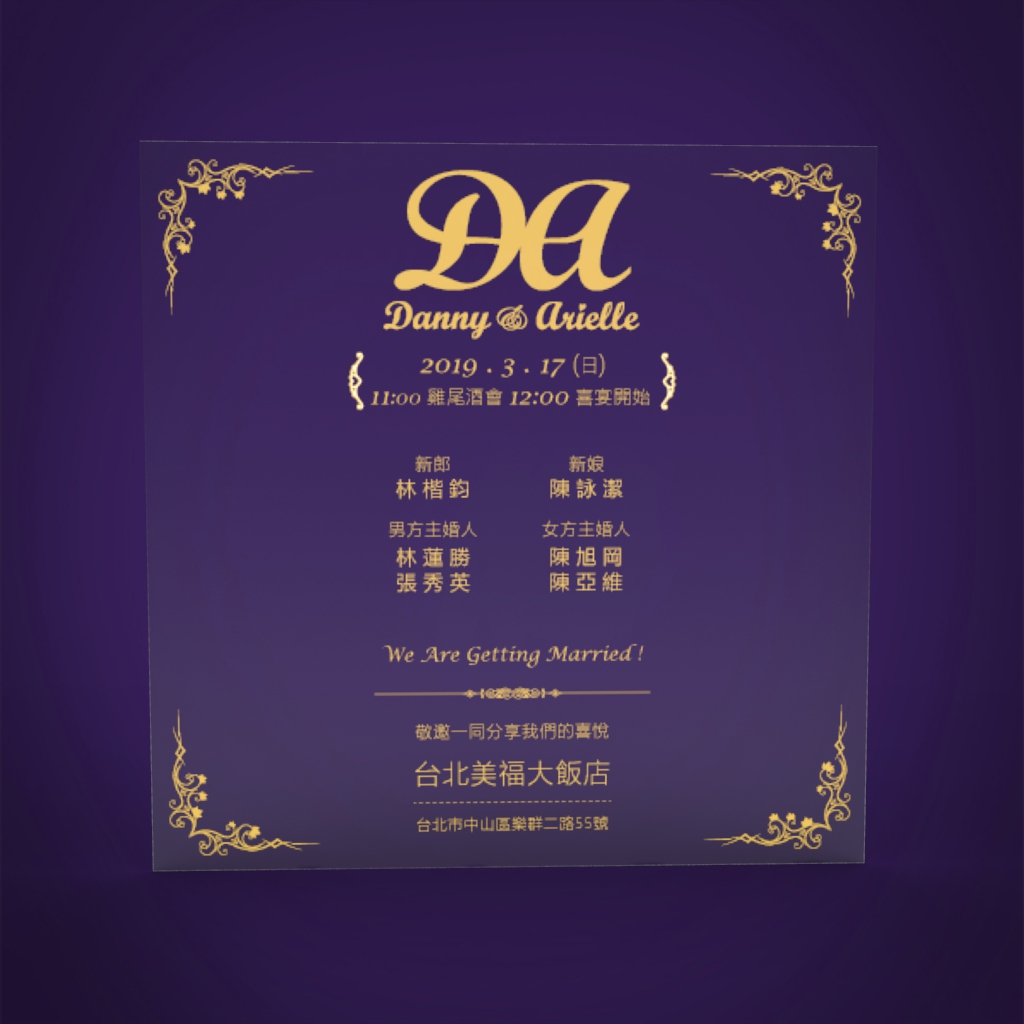 DA
Danny & Arielle
2019 . 3 . 17 (日)
11:00 雞尾酒會 12:00 喜宴開始
新郎 新娘
林楷鈞 陳詠潔
男方主婚人 女方主婚人
林蓮勝 陳旭岡
張秀英 陳亞維
We Are Getting Married!
敬邀一同分享我們的喜悅
台北美福大飯店
台北市中山區樂群二路55號